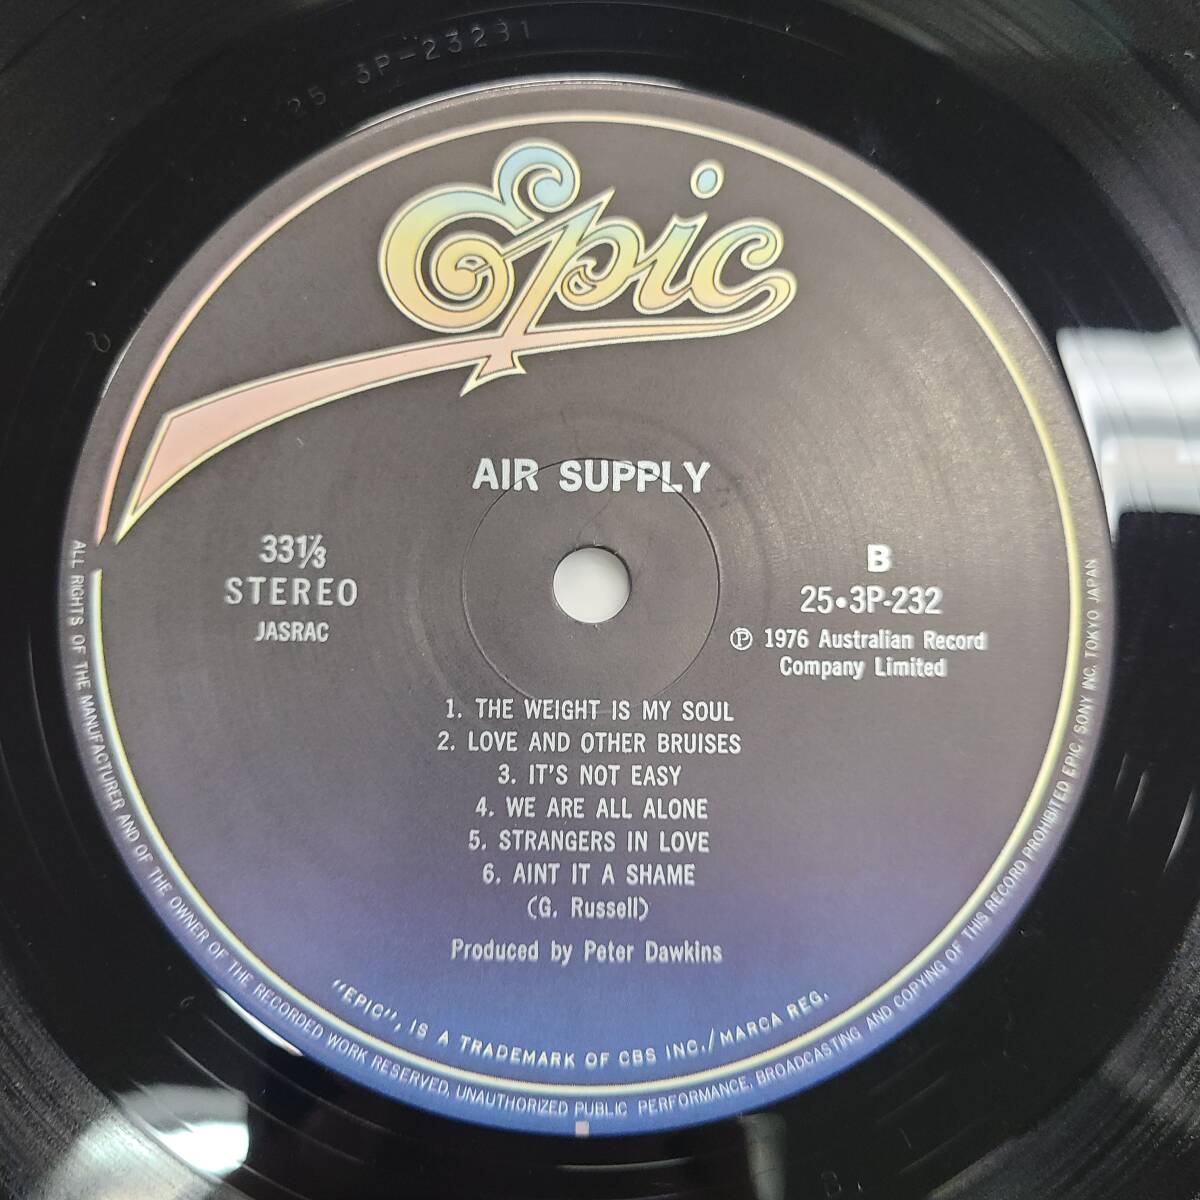 25 3P-232B1
Epic
AIR SUPPLY
33⅓
STEREO
JASRAC
B
25•3P-232
Ⓟ 1976 Australian Record
Company Limited
1. THE WEIGHT IS MY SOUL
2. LOVE AND OTHER BRUISES
3. IT'S NOT EASY
4. WE ARE ALL ALONE
5. STRANGERS IN LOVE
6. AINT IT A SHAME
(G. Russell)
Produced by Peter Dawkins
"EPIC", IS A TRADEMARK OF CBS INC./MARCA REG.
ALL RIGHTS OF THE MANUFACTURER AND OF THE OWNER OF THE RECORDED WORK RESERVED, UNAUTHORIZED PUBLIC PERFORMANCE, BROADCASTING AND COPYING OF THIS RECORD PROHIBITED EPIC/SONY INC. TOKYO JAPAN